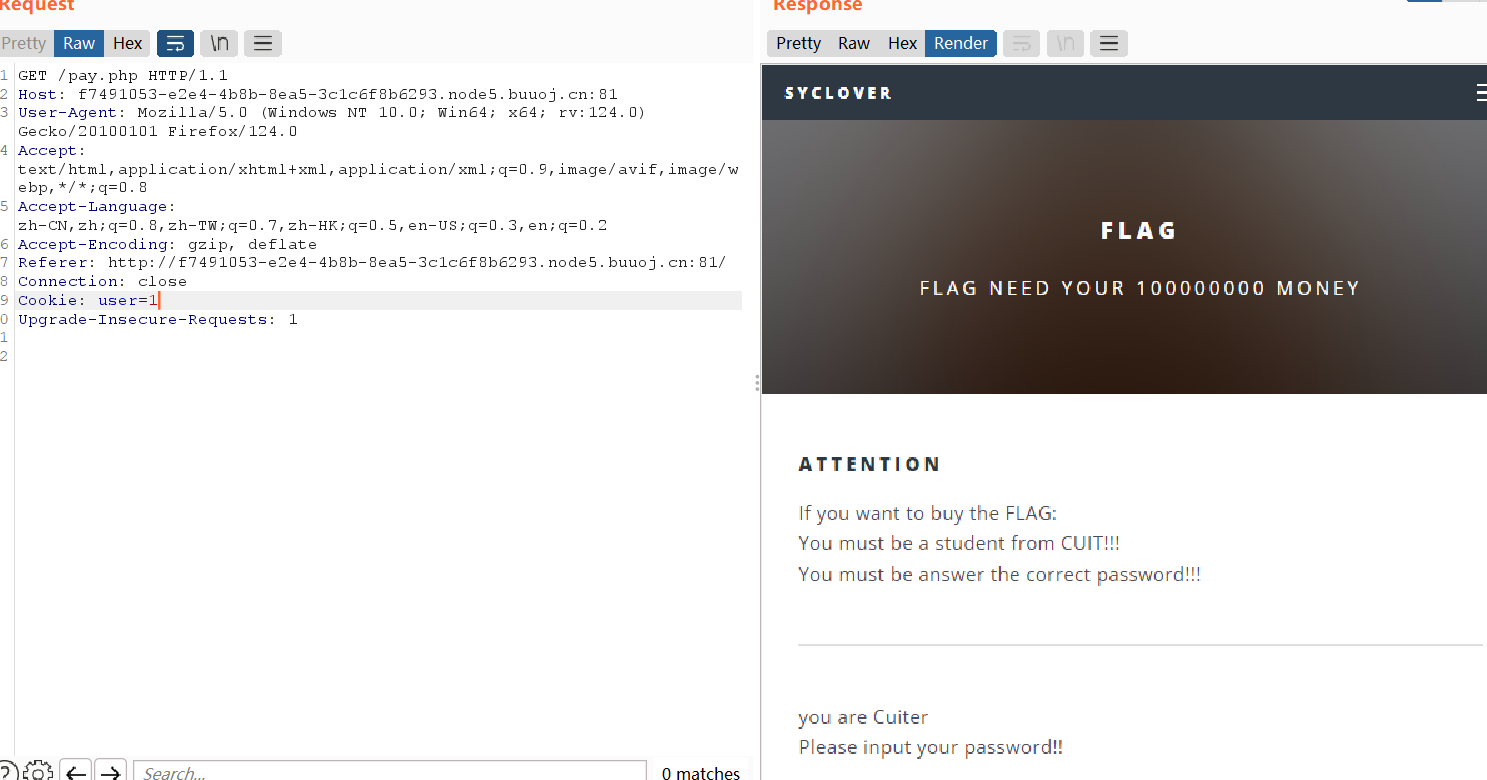 Request
Pretty Raw Hex \n
1 GET /pay.php HTTP/1.1
2 Host: f7491053-e2e4-4b8b-8ea5-3c1c6f8b6293.node5.buuoj.cn:81
3 User-Agent: Mozilla/5.0 (Windows NT 10.0; Win64; x64; rv:124.0)
Gecko/20100101 Firefox/124.0
4 Accept:
text/html,application/xhtml+xml,application/xml;q=0.9,image/avif,image/w
ebp,*/*;q=0.8
5 Accept-Language:
zh-CN,zh;q=0.8,zh-TW;q=0.7,zh-HK;q=0.5,en-US;q=0.3,en;q=0.2
6 Accept-Encoding: gzip, deflate
7 Referer: http://f7491053-e2e4-4b8b-8ea5-3c1c6f8b6293.node5.buuoj.cn:81/
8 Connection: close
9 Cookie: user=1
0 Upgrade-Insecure-Requests: 1
1
2
Search...
0 matches
Response
Pretty Raw Hex Render \n
SYCLOVER
FLAG
FLAG NEED YOUR 100000000 MONEY
ATTENTION
If you want to buy the FLAG:
You must be a student from CUIT!!!
You must be answer the correct password!!!
you are Cuiter
Please input your password!!